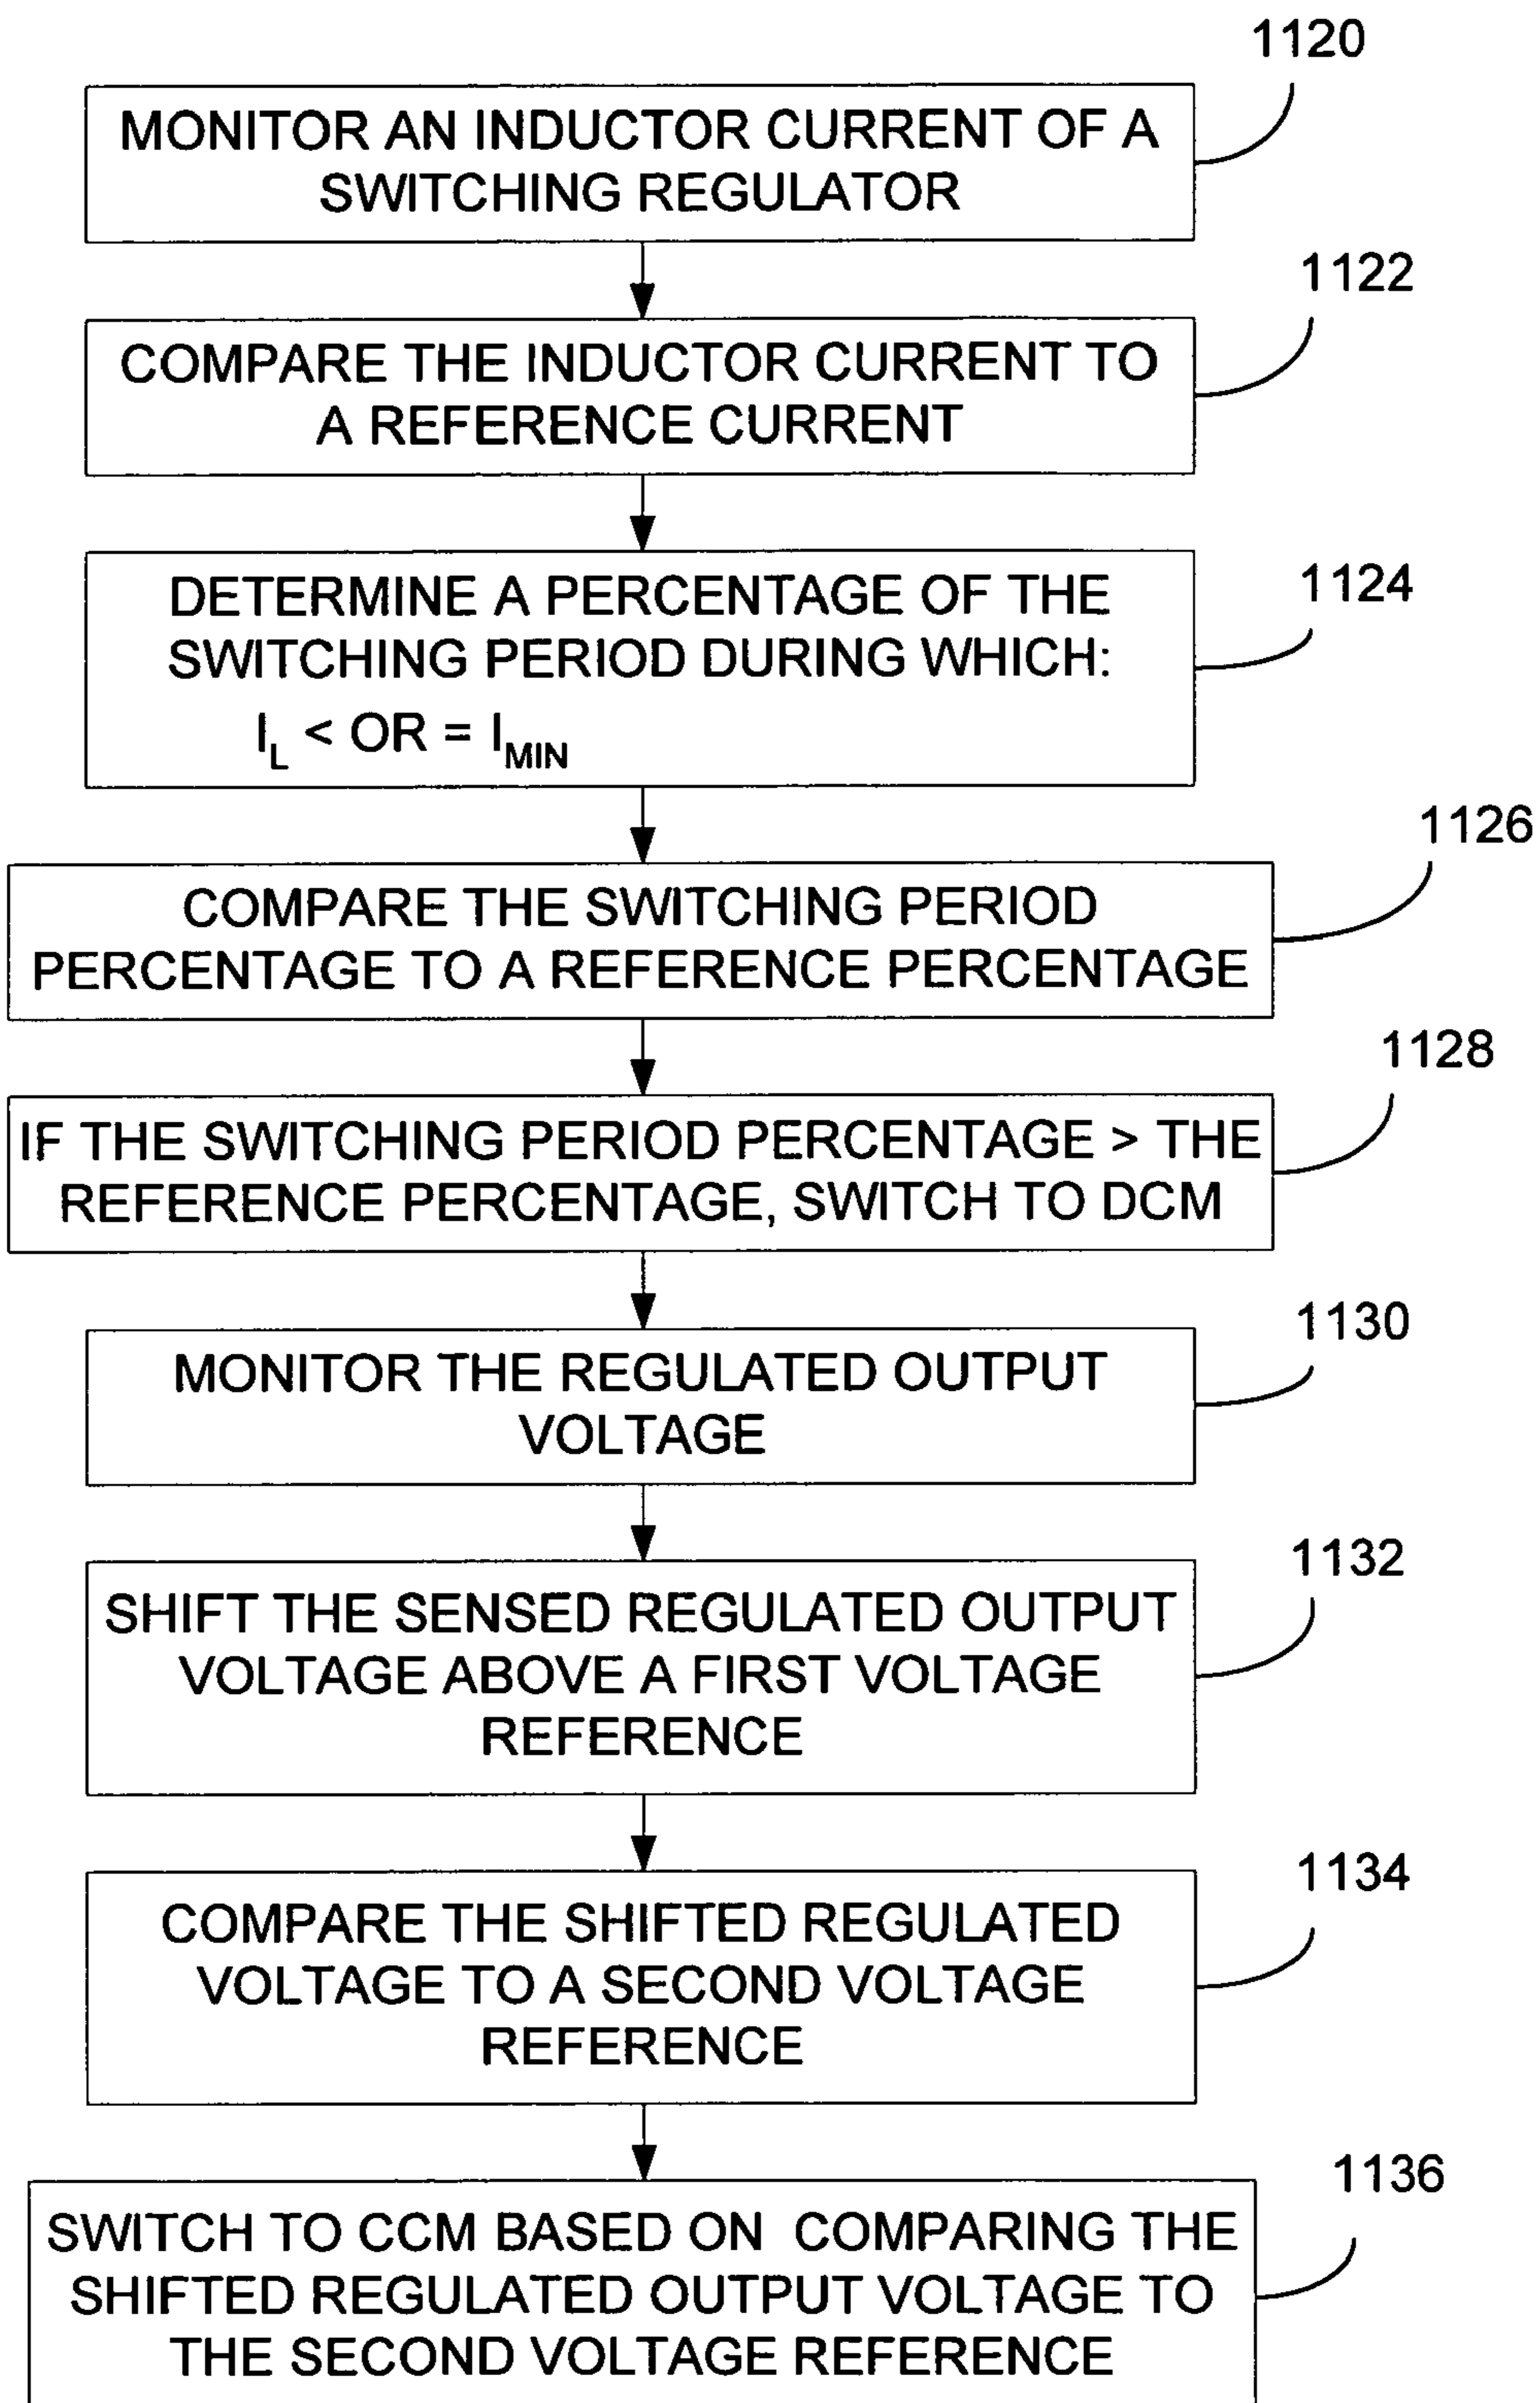 1120
MONITOR AN INDUCTOR CURRENT OF A
SWITCHING REGULATOR
1122
COMPARE THE INDUCTOR CURRENT TO
A REFERENCE CURRENT
1124
DETERMINE A PERCENTAGE OF THE
SWITCHING PERIOD DURING WHICH:
I_L < OR = I_MIN
1126
COMPARE THE SWITCHING PERIOD
PERCENTAGE TO A REFERENCE PERCENTAGE
1128
IF THE SWITCHING PERIOD PERCENTAGE > THE
REFERENCE PERCENTAGE, SWITCH TO DCM
1130
MONITOR THE REGULATED OUTPUT
VOLTAGE
1132
SHIFT THE SENSED REGULATED OUTPUT
VOLTAGE ABOVE A FIRST VOLTAGE
REFERENCE
1134
COMPARE THE SHIFTED REGULATED
VOLTAGE TO A SECOND VOLTAGE
REFERENCE
1136
SWITCH TO CCM BASED ON COMPARING THE
SHIFTED REGULATED OUTPUT VOLTAGE TO
THE SECOND VOLTAGE REFERENCE